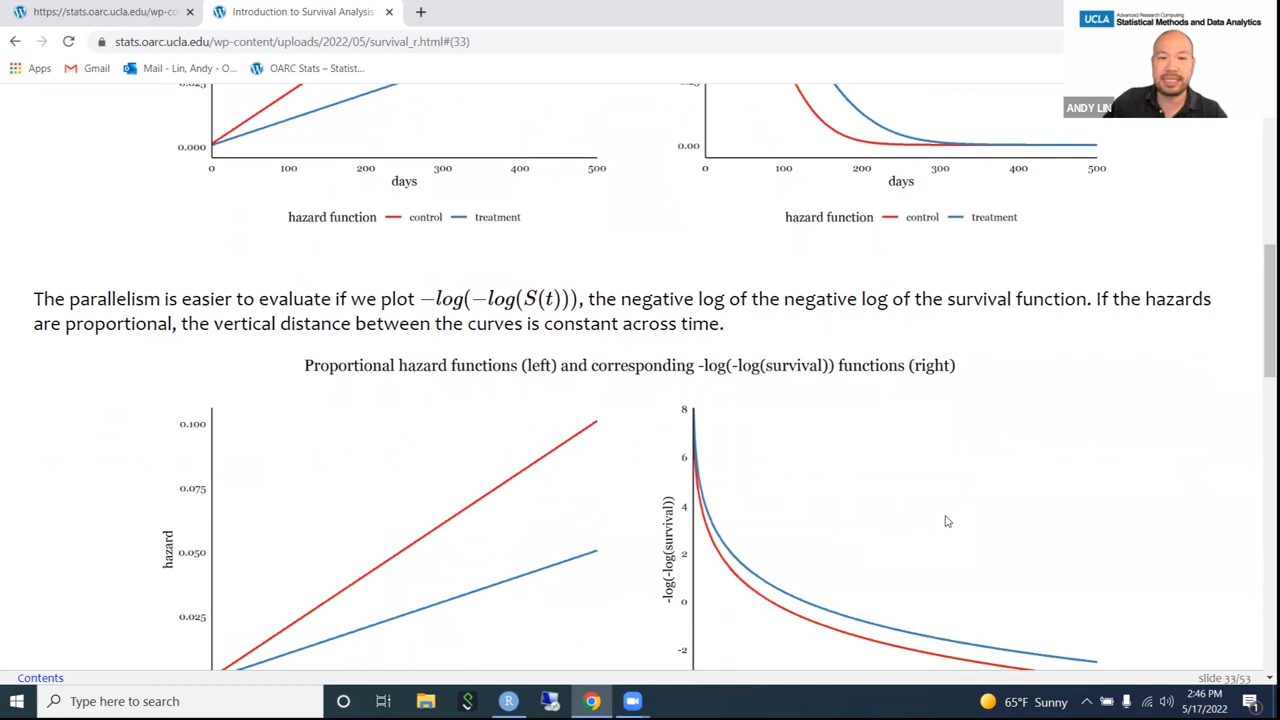 https://stats.oarc.ucla.edu/wp-co
Introduction to Survival Analysis
UCLA
Advanced Research Computing
Statistical Methods and Data Analytics
stats.oarc.ucla.edu/wp-content/uploads/2022/05/survival_r.html#(33)
Apps
Gmail
Mail - Lin, Andy - O...
OARC Stats – Statist...
ANDY LIN
0.025
0.000
0 100 200 300 400 500
days
hazard function control treatment
0.00
0 100 200 300 400 500
days
hazard function control treatment
The parallelism is easier to evaluate if we plot −log(−log(S(t))), the negative log of the negative log of the survival function. If the hazards
are proportional, the vertical distance between the curves is constant across time.
Proportional hazard functions (left) and corresponding -log(-log(survival)) functions (right)
0.100
0.075
0.050
0.025
hazard
8
6
4
2
0
-2
-log(-log(survival))
Contents
slide 33/53
Type here to search
65°F Sunny
2:46 PM
5/17/2022
1